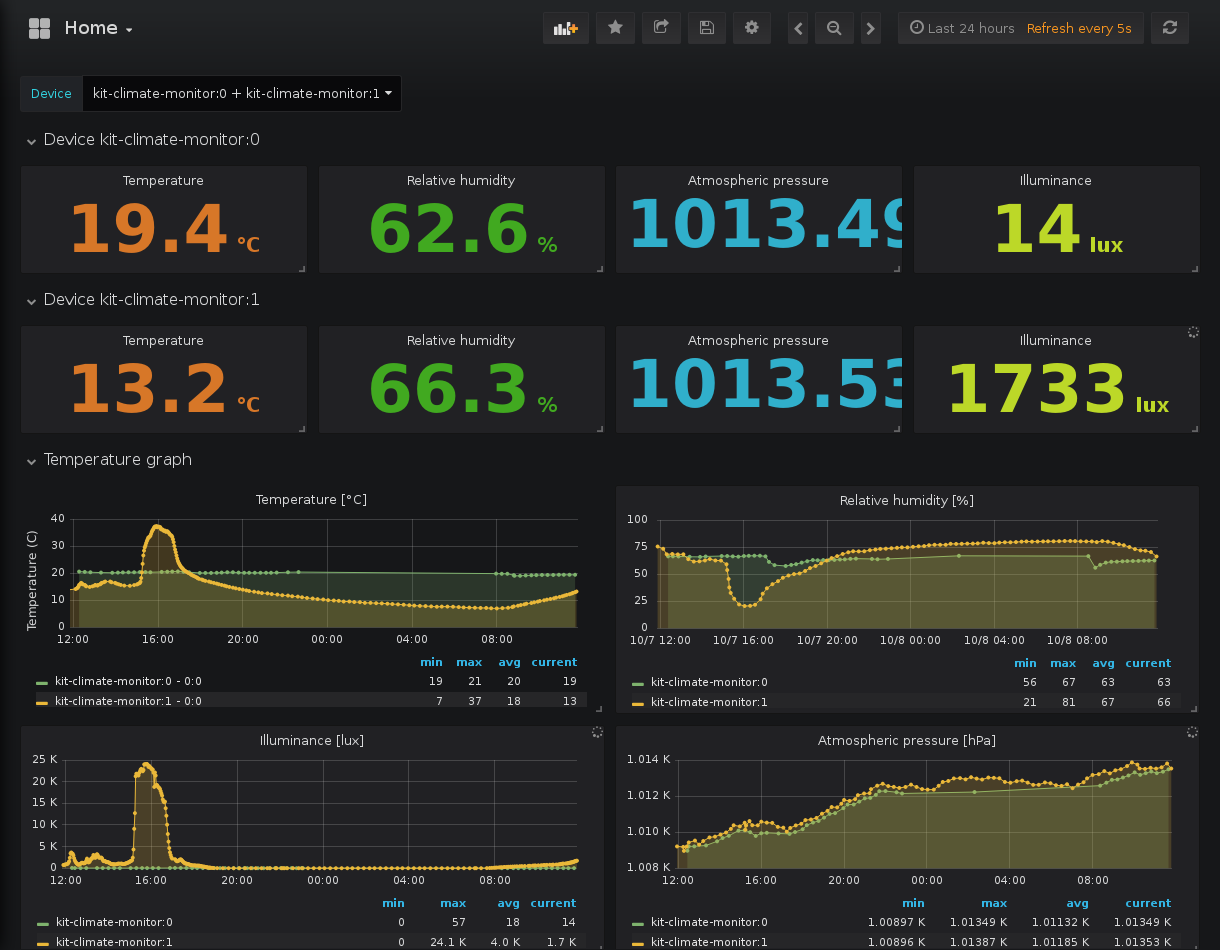 Home
Last 24 hours Refresh every 5s
Device kit-climate-monitor:0 + kit-climate-monitor:1
Device kit-climate-monitor:0
Temperature Relative humidity Atmospheric pressure Illuminance
19.4 °C 62.6 % 1013.49 14 lux
Device kit-climate-monitor:1
Temperature Relative humidity Atmospheric pressure Illuminance
13.2 °C 66.3 % 1013.53 1733 lux
Temperature graph
Temperature [°C]
Temperature (C)
40
30
20
10
0
12:00 16:00 20:00 00:00 04:00 08:00
min max avg current
kit-climate-monitor:0 - 0:0 19 21 20 19
kit-climate-monitor:1 - 0:0 7 37 18 13
Relative humidity [%]
100
75
50
25
0
10/7 12:00 10/7 16:00 10/7 20:00 10/8 00:00 10/8 04:00 10/8 08:00
min max avg current
kit-climate-monitor:0 56 67 63 63
kit-climate-monitor:1 21 81 67 66
Illuminance [lux]
25 K
20 K
15 K
10 K
5 K
0
12:00 16:00 20:00 00:00 04:00 08:00
min max avg current
kit-climate-monitor:0 0 57 18 14
kit-climate-monitor:1 0 24.1 K 4.0 K 1.7 K
Atmospheric pressure [hPa]
1.014 K
1.012 K
1.010 K
1.008 K
12:00 16:00 20:00 00:00 04:00 08:00
min max avg current
kit-climate-monitor:0 1.00897 K 1.01349 K 1.01132 K 1.01349 K
kit-climate-monitor:1 1.00896 K 1.01387 K 1.01185 K 1.01353 K